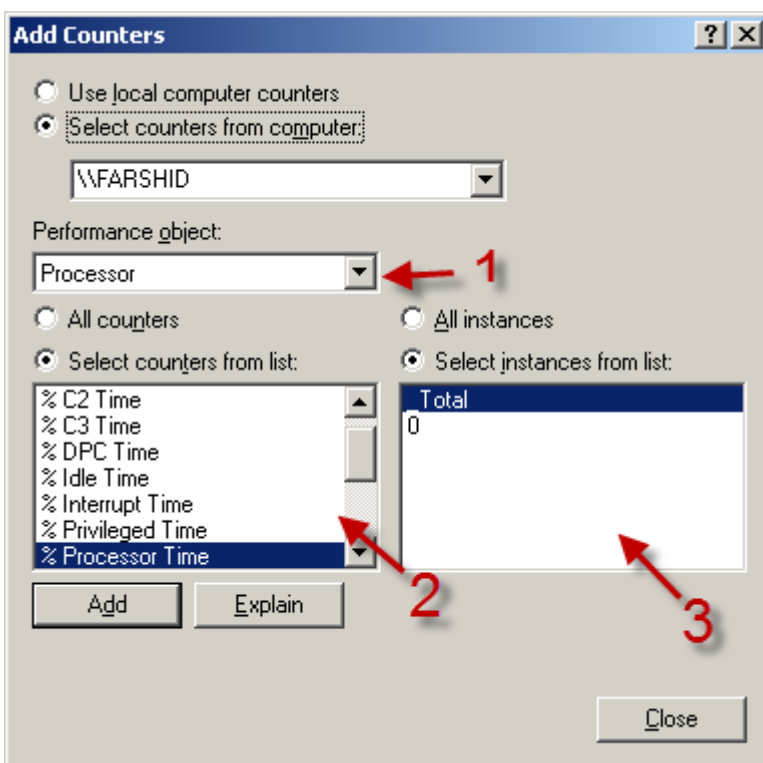 Add Counters
Use local computer counters
Select counters from computer:
\\FARSHID
Performance object:
Processor
1
All counters
All instances
Select counters from list:
Select instances from list:
% C2 Time
% C3 Time
% DPC Time
% Idle Time
% Interrupt Time
% Privileged Time
% Processor Time
_Total
0
2
3
Add
Explain
Close